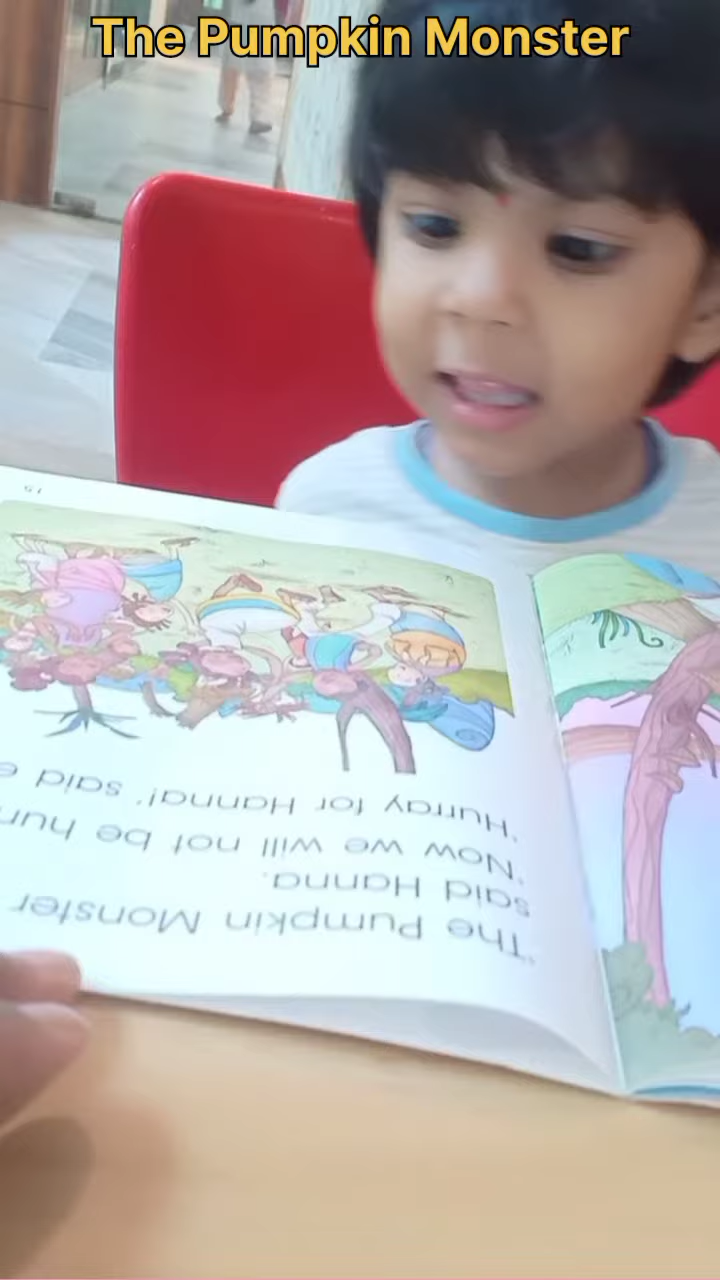 The Pumpkin Monster
'The Pumpkin Monster
said Hanna.
'Now we will not be
'Hurray for Hanna!' said